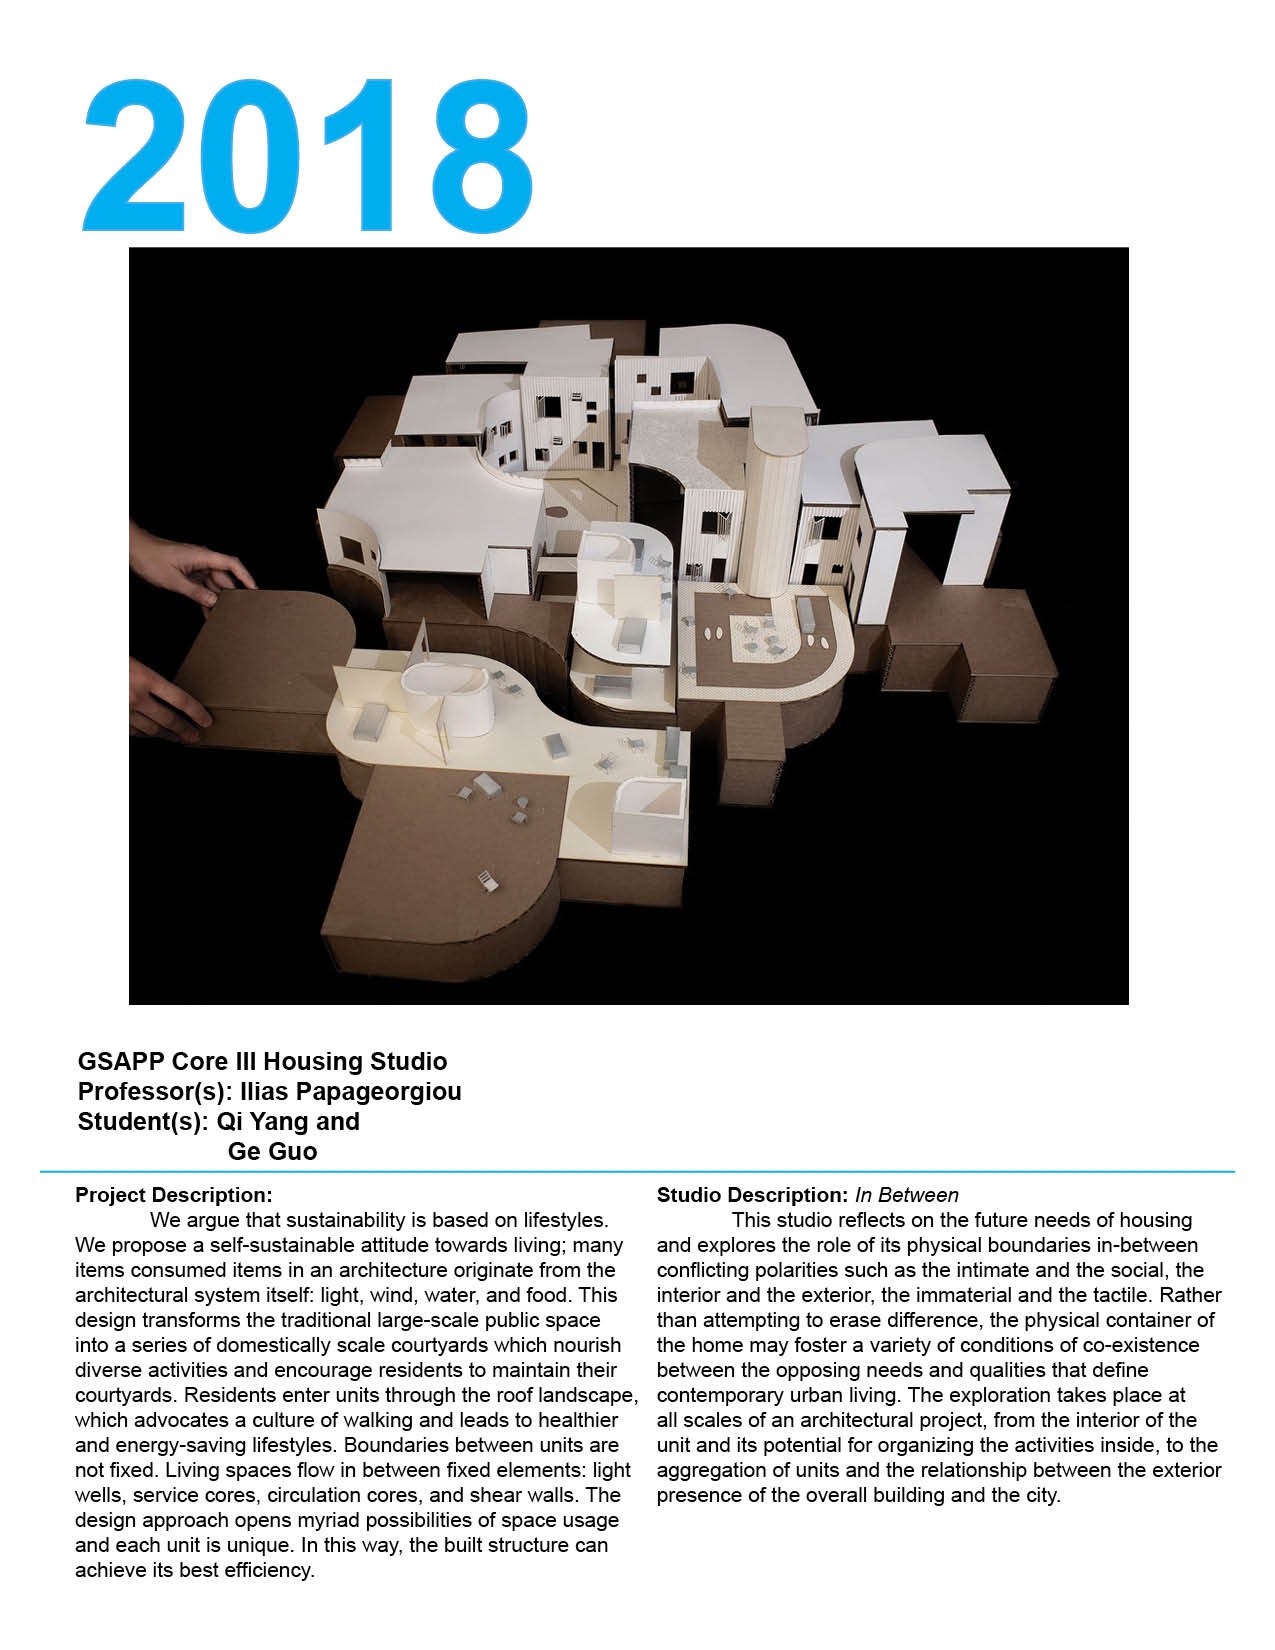 2018
GSAPP Core III Housing Studio
Professor(s): Ilias Papageorgiou
Student(s): Qi Yang and
Ge Guo
Project Description:
We argue that sustainability is based on lifestyles.
We propose a self-sustainable attitude towards living; many
items consumed items in an architecture originate from the
architectural system itself: light, wind, water, and food. This
design transforms the traditional large-scale public space
into a series of domestically scale courtyards which nourish
diverse activities and encourage residents to maintain their
courtyards. Residents enter units through the roof landscape,
which advocates a culture of walking and leads to healthier
and energy-saving lifestyles. Boundaries between units are
not fixed. Living spaces flow in between fixed elements: light
wells, service cores, circulation cores, and shear walls. The
design approach opens myriad possibilities of space usage
and each unit is unique. In this way, the built structure can
achieve its best efficiency.
Studio Description: In Between
This studio reflects on the future needs of housing
and explores the role of its physical boundaries in-between
conflicting polarities such as the intimate and the social, the
interior and the exterior, the immaterial and the tactile. Rather
than attempting to erase difference, the physical container of
the home may foster a variety of conditions of co-existence
between the opposing needs and qualities that define
contemporary urban living. The exploration takes place at
all scales of an architectural project, from the interior of the
unit and its potential for organizing the activities inside, to the
aggregation of units and the relationship between the exterior
presence of the overall building and the city.